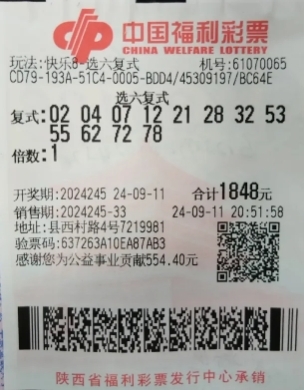 中国福利彩票
CHINA WELFARE LOTTERY
玩法:快乐8-选六复式 机号:61070065
CD79-193A-51C4-0005-BDD4/45309197/BC64E
选六复式
复式:02 04 07 12 21 28 32 53
55 62 72 78
倍数:1
开奖期:2024245 24-09-11 合计1848元
销售期:2024245-33 24-09-11 20:51:58
地址:县西村路4号7219981
验票码:637263A10EA87AB3
感谢您为公益事业贡献554.40元
陕西省福利彩票发行中心承销